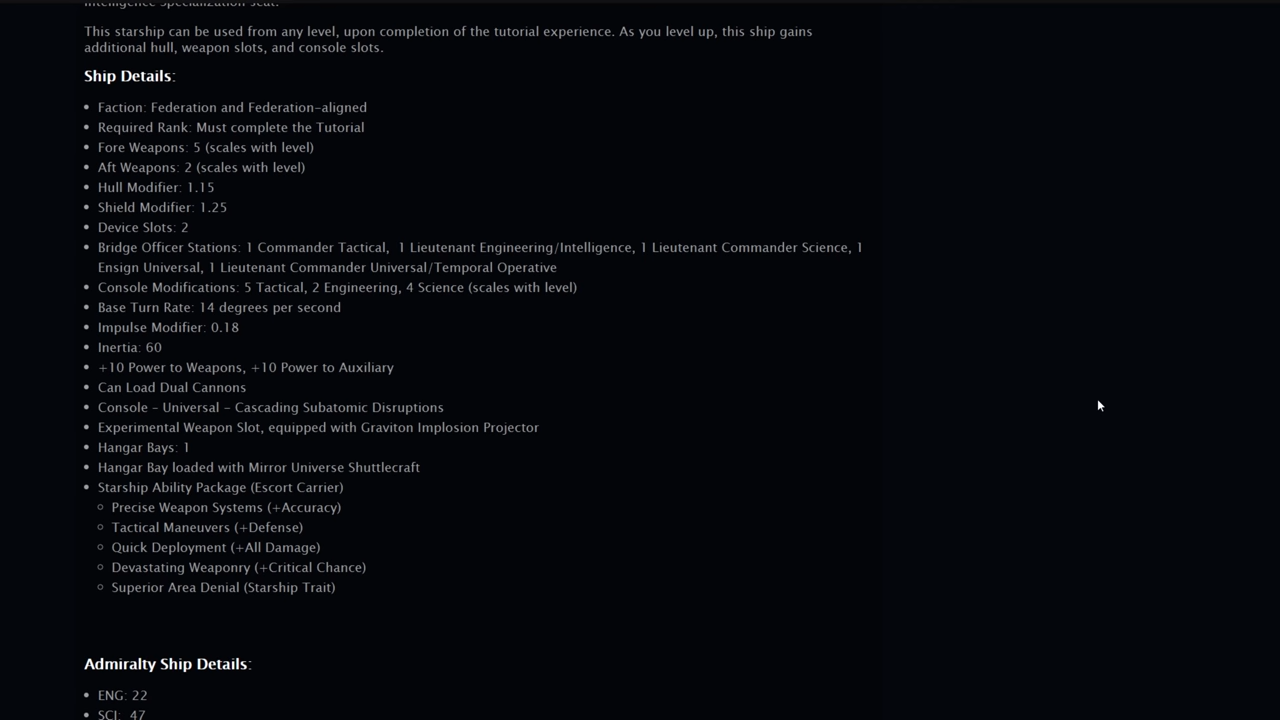 Intelligence specialization seat.
This starship can be used from any level, upon completion of the tutorial experience. As you level up, this ship gains
additional hull, weapon slots, and console slots.
Ship Details:
• Faction: Federation and Federation-aligned
• Required Rank: Must complete the Tutorial
• Fore Weapons: 5 (scales with level)
• Aft Weapons: 2 (scales with level)
• Hull Modifier: 1.15
• Shield Modifier: 1.25
• Device Slots: 2
• Bridge Officer Stations: 1 Commander Tactical,  1 Lieutenant Engineering/Intelligence, 1 Lieutenant Commander Science, 1
Ensign Universal, 1 Lieutenant Commander Universal/Temporal Operative
• Console Modifications: 5 Tactical, 2 Engineering, 4 Science (scales with level)
• Base Turn Rate: 14 degrees per second
• Impulse Modifier: 0.18
• Inertia: 60
• +10 Power to Weapons, +10 Power to Auxiliary
• Can Load Dual Cannons
• Console - Universal - Cascading Subatomic Disruptions
• Experimental Weapon Slot, equipped with Graviton Implosion Projector
• Hangar Bays: 1
• Hangar Bay loaded with Mirror Universe Shuttlecraft
• Starship Ability Package (Escort Carrier)
○ Precise Weapon Systems (+Accuracy)
○ Tactical Maneuvers (+Defense)
○ Quick Deployment (+All Damage)
○ Devastating Weaponry (+Critical Chance)
○ Superior Area Denial (Starship Trait)
Admiralty Ship Details:
• ENG: 22
• SCI:  47